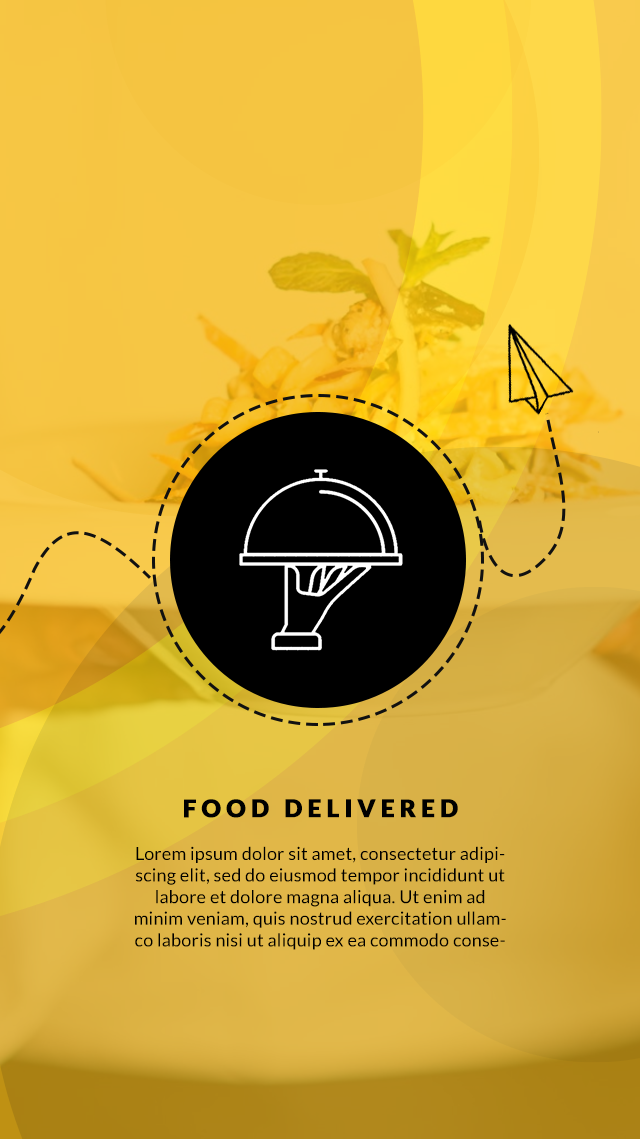 FOOD DELIVERED
Lorem ipsum dolor sit amet, consectetur adipi-
scing elit, sed do eiusmod tempor incididunt ut
labore et dolore magna aliqua. Ut enim ad
minim veniam, quis nostrud exercitation ullam-
co laboris nisi ut aliquip ex ea commodo conse-